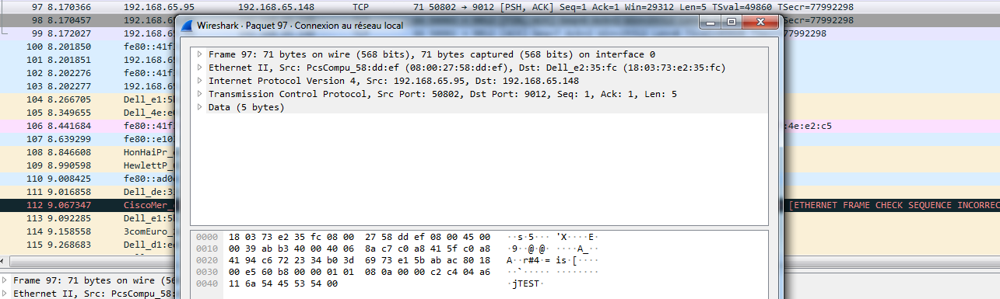 97 8.170366 192.168.65.95 192.168.65.148 TCP 71 50802 → 9012 [PSH, ACK] Seq=1 Ack=1 Win=29312 Len=5 TSval=49860 TSecr=77992298
98 8.170457 192.168.65
99 8.172027 192.168.65 77992298
100 8.201850 fe80::41f
101 8.201851 192.168.65
102 8.202276 fe80::41f
103 8.202277 192.168.65
104 8.266705 Dell_e1:5
105 8.349655 Dell_4e:e
106 8.441684 fe80::41f :4e:e2:c5
107 8.639299 fe80::e10
108 8.846608 HonHaiPr_
109 8.990598 HewlettP_
110 9.008425 fe80::ad0
111 9.016858 Dell_de:3
112 9.067347 CiscoMer_ [ETHERNET FRAME CHECK SEQUENCE INCORREC
113 9.092285 Dell_e1:5
114 9.158558 3comEuro_
115 9.268683 Dell_d1:e
Frame 97: 71 bytes on wire (56
Ethernet II, Src: PcsCompu_58:
Wireshark · Paquet 97 · Connexion au réseau local
Frame 97: 71 bytes on wire (568 bits), 71 bytes captured (568 bits) on interface 0
Ethernet II, Src: PcsCompu_58:dd:ef (08:00:27:58:dd:ef), Dst: Dell_e2:35:fc (18:03:73:e2:35:fc)
Internet Protocol Version 4, Src: 192.168.65.95, Dst: 192.168.65.148
Transmission Control Protocol, Src Port: 50802, Dst Port: 9012, Seq: 1, Ack: 1, Len: 5
Data (5 bytes)
0000 18 03 73 e2 35 fc 08 00 27 58 dd ef 08 00 45 00 ··s·5··· 'X····E·
0010 00 39 ab b3 40 00 40 06 8a c7 c0 a8 41 5f c0 a8 ·9··@·@· ····A_··
0020 41 94 c6 72 23 34 b0 3d 69 73 e1 5b ab ac 80 18 A··r#4·= is·[····
0030 00 e5 60 b8 00 00 01 01 08 0a 00 00 c2 c4 04 a6 ··`····· ········
0040 11 6a 54 45 53 54 00 ·jTEST·